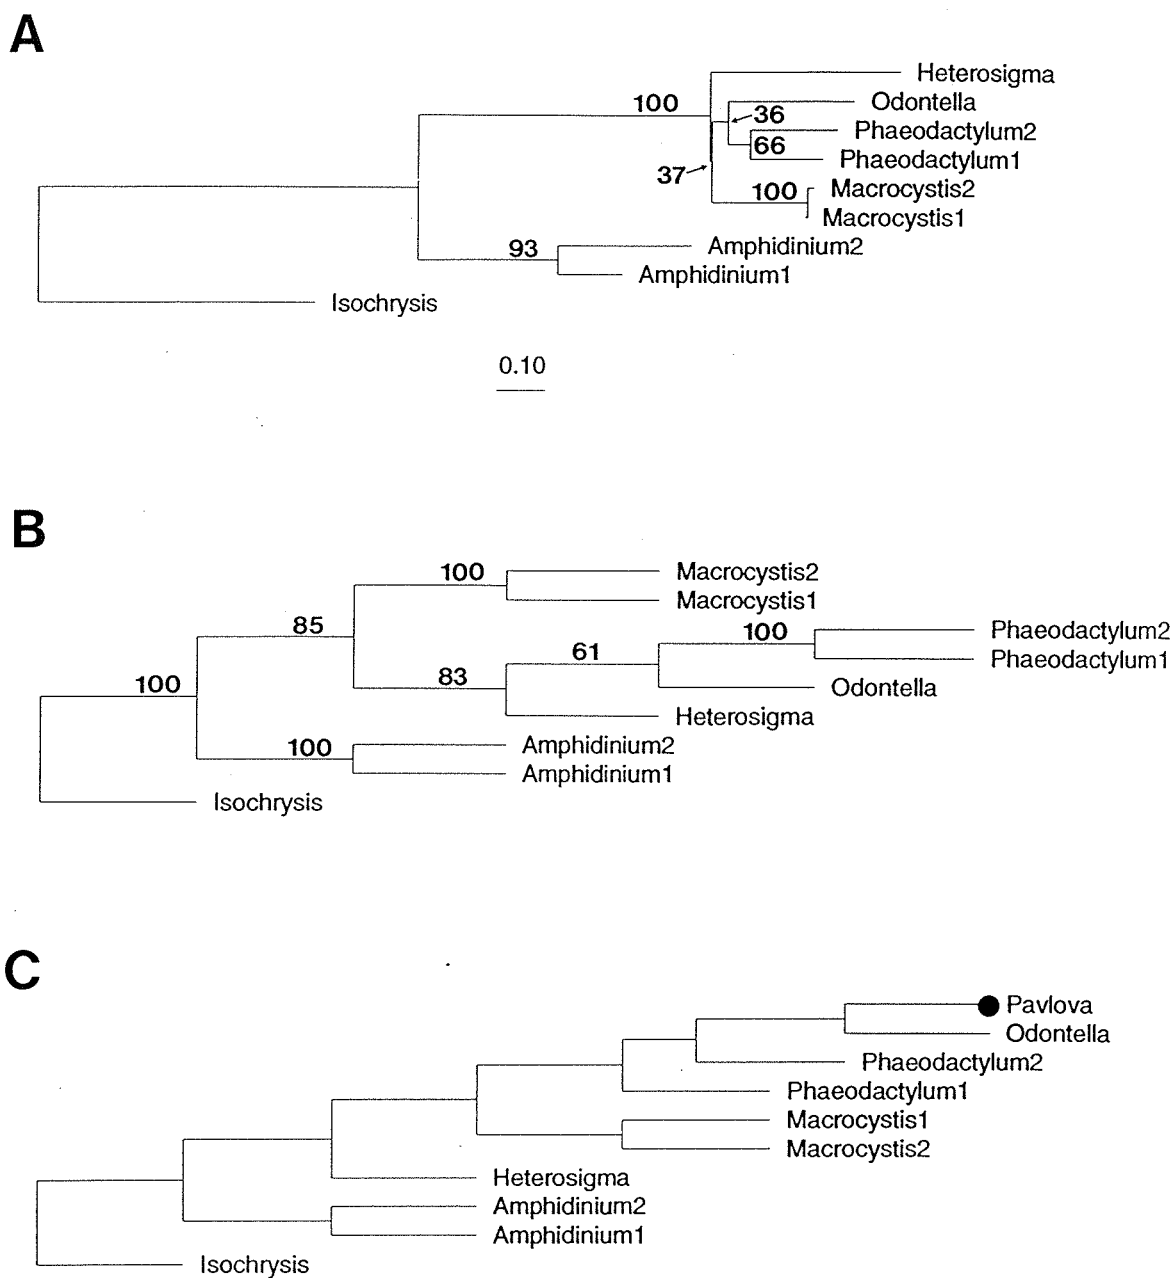 A
Heterosigma
100
Odontella
36
Phaeodactylum2
66
Phaeodactylum1
37
100
Macrocystis2
Macrocystis1
93
Amphidinium2
Amphidinium1
Isochrysis
0.10
B
100
Macrocystis2
Macrocystis1
85
100
Phaeodactylum2
61
Phaeodactylum1
83
100
Odontella
Heterosigma
100
Amphidinium2
Amphidinium1
Isochrysis
C
Pavlova
Odontella
Phaeodactylum2
Phaeodactylum1
Macrocystis1
Macrocystis2
Heterosigma
Amphidinium2
Amphidinium1
Isochrysis